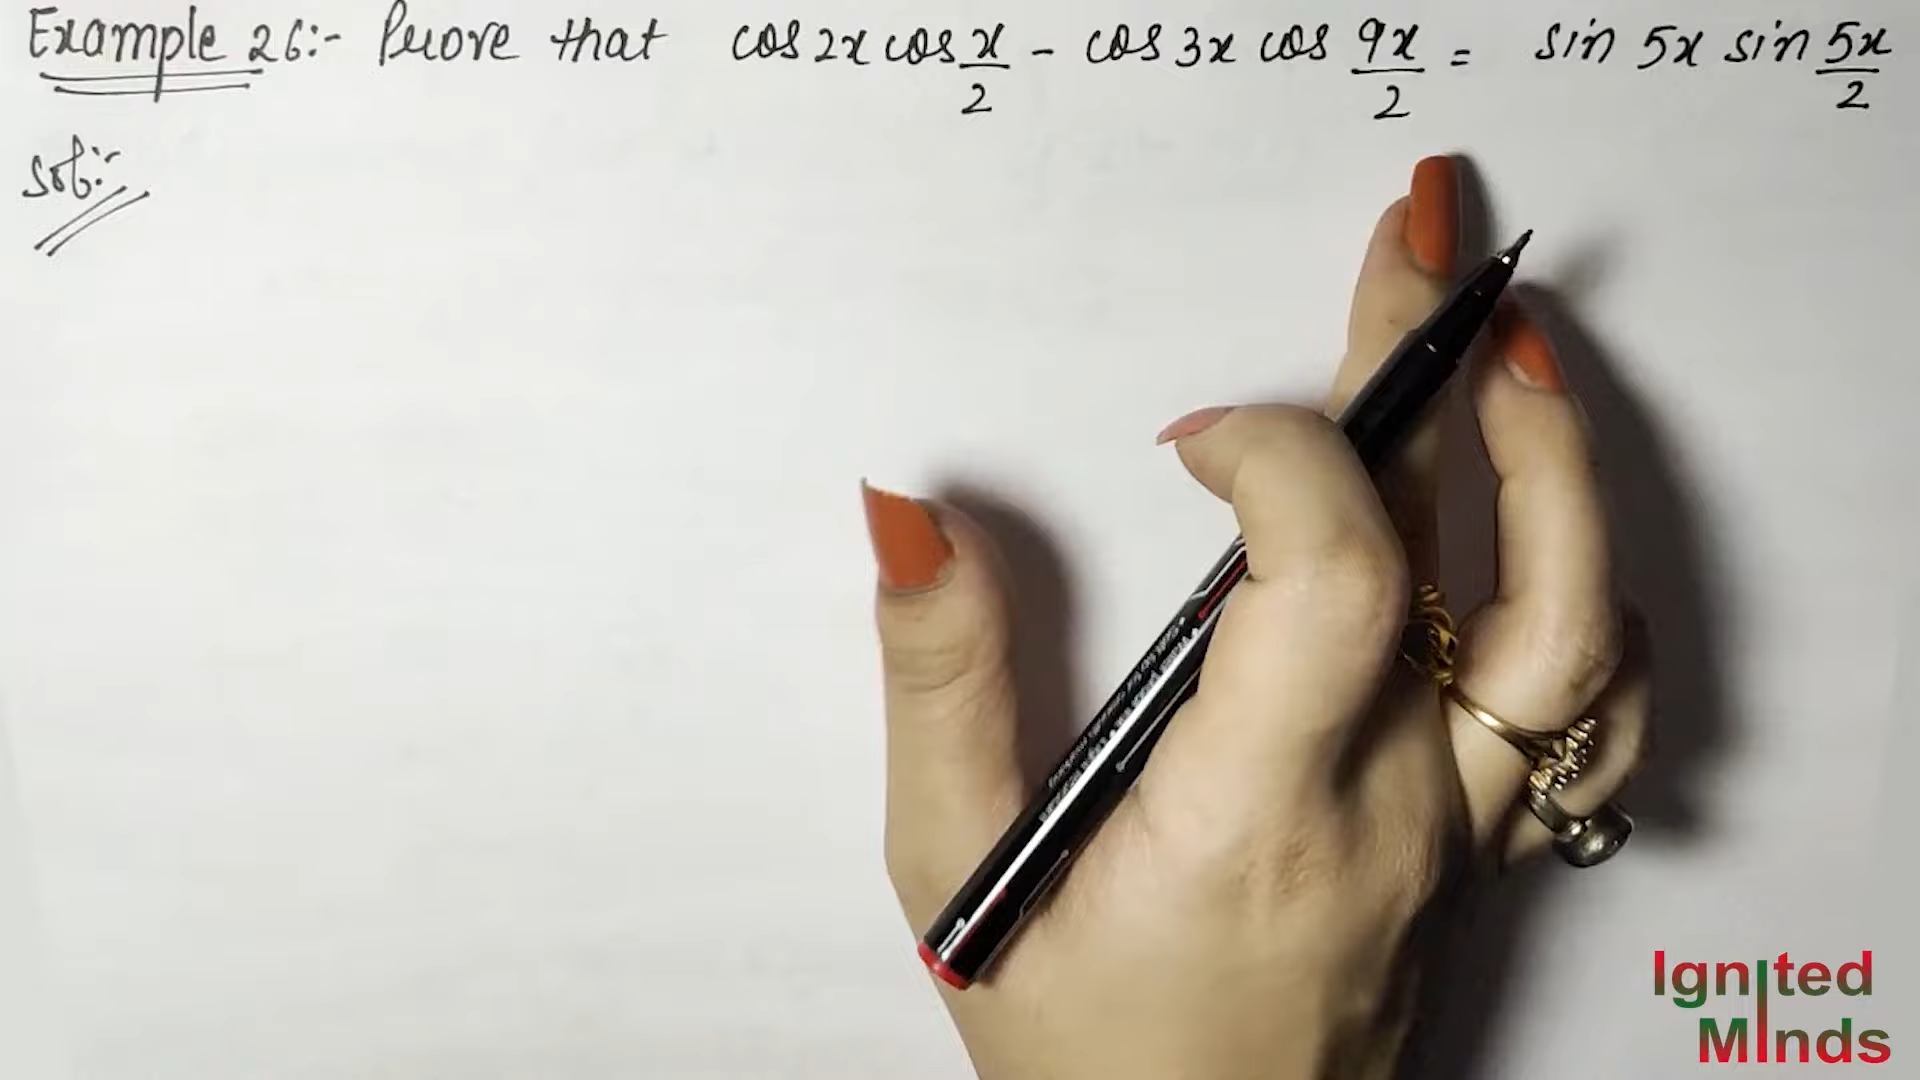 Example 26:- Prove that cos 2x cos x/2 - cos 3x cos 9x/2 = sin 5x sin 5x/2
Sol:-
Ignited
Minds